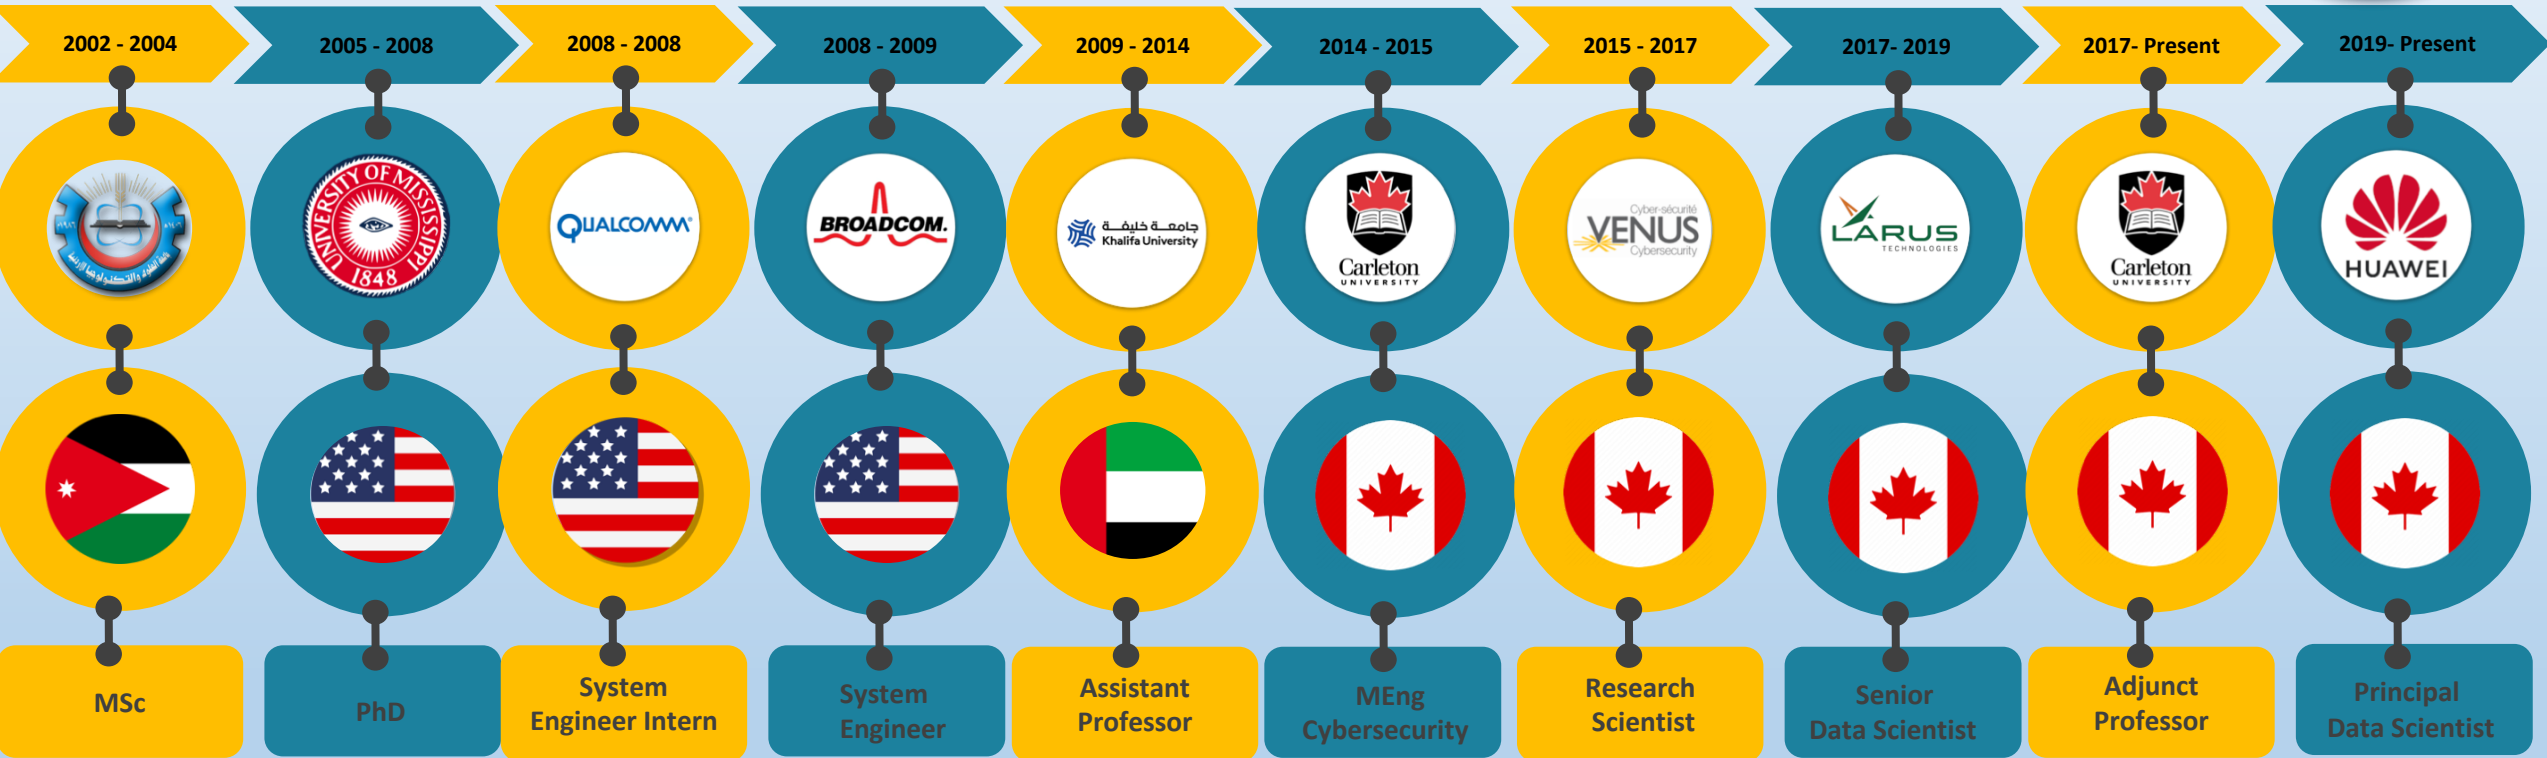 2002 - 2004
2005 - 2008
2008 - 2008
2008 - 2009
2009 - 2014
2014 - 2015
2015 - 2017
2017- 2019
2017- Present
2019- Present
UNIVERSITY OF MISSISSIPPI
1848
QUALCOMM®
BROADCOM.
جامعة خليفة
Khalifa University
Carleton
UNIVERSITY
Cyber-sécurité
VENUS
Cybersecurity
LARUS
TECHNOLOGIES
Carleton
UNIVERSITY
HUAWEI
MSc
PhD
System
Engineer Intern
System
Engineer
Assistant
Professor
MEng
Cybersecurity
Research
Scientist
Senior
Data Scientist
Adjunct
Professor
Principal
Data Scientist